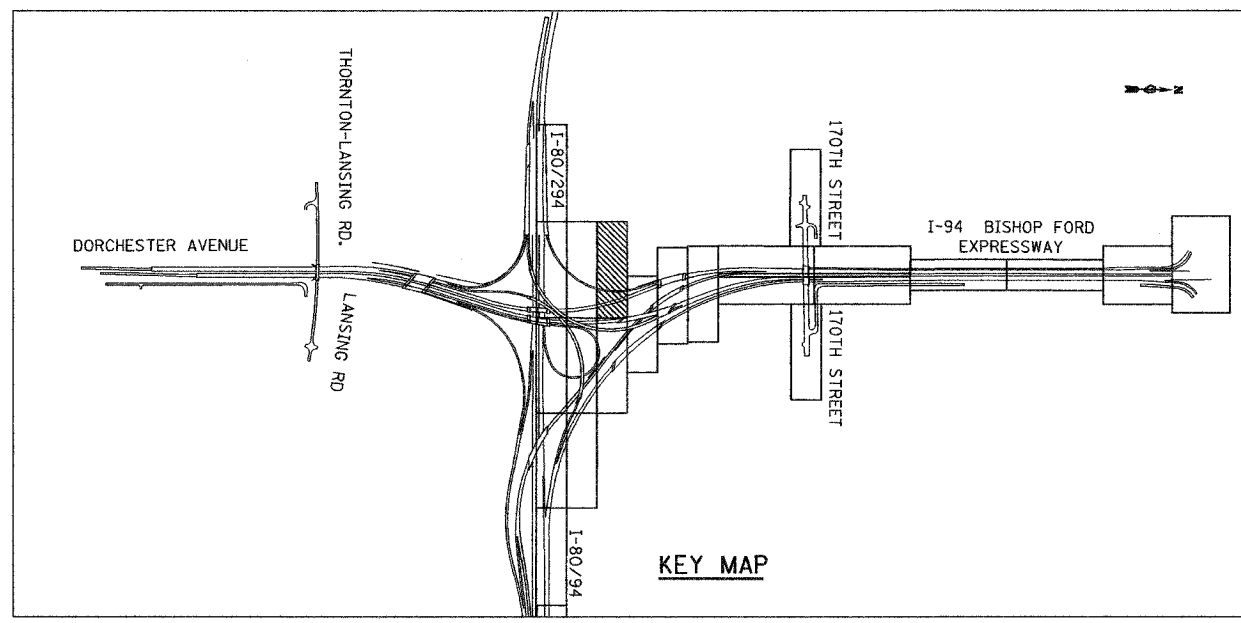 THORNTON-LANSING RD.
I-80/294
170TH STREET
N
DORCHESTER AVENUE
I-94 BISHOP FORD
EXPRESSWAY
LANSING RD
170TH STREET
I-80/94
KEY MAP